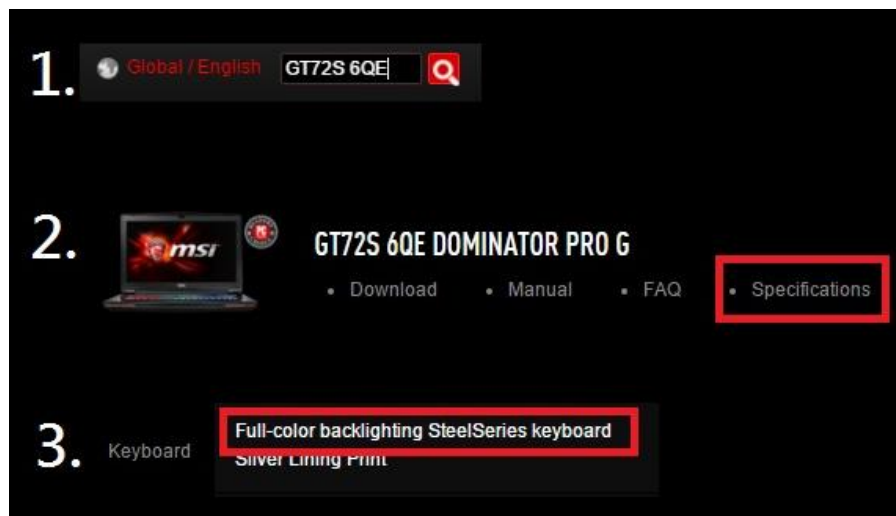 1.
Global / English
GT72S 6QE
2.
msi
GT72S 6QE DOMINATOR PRO G
• Download • Manual • FAQ • Specifications
3.
Keyboard
Full-color backlighting SteelSeries keyboard
Silver Lining Print